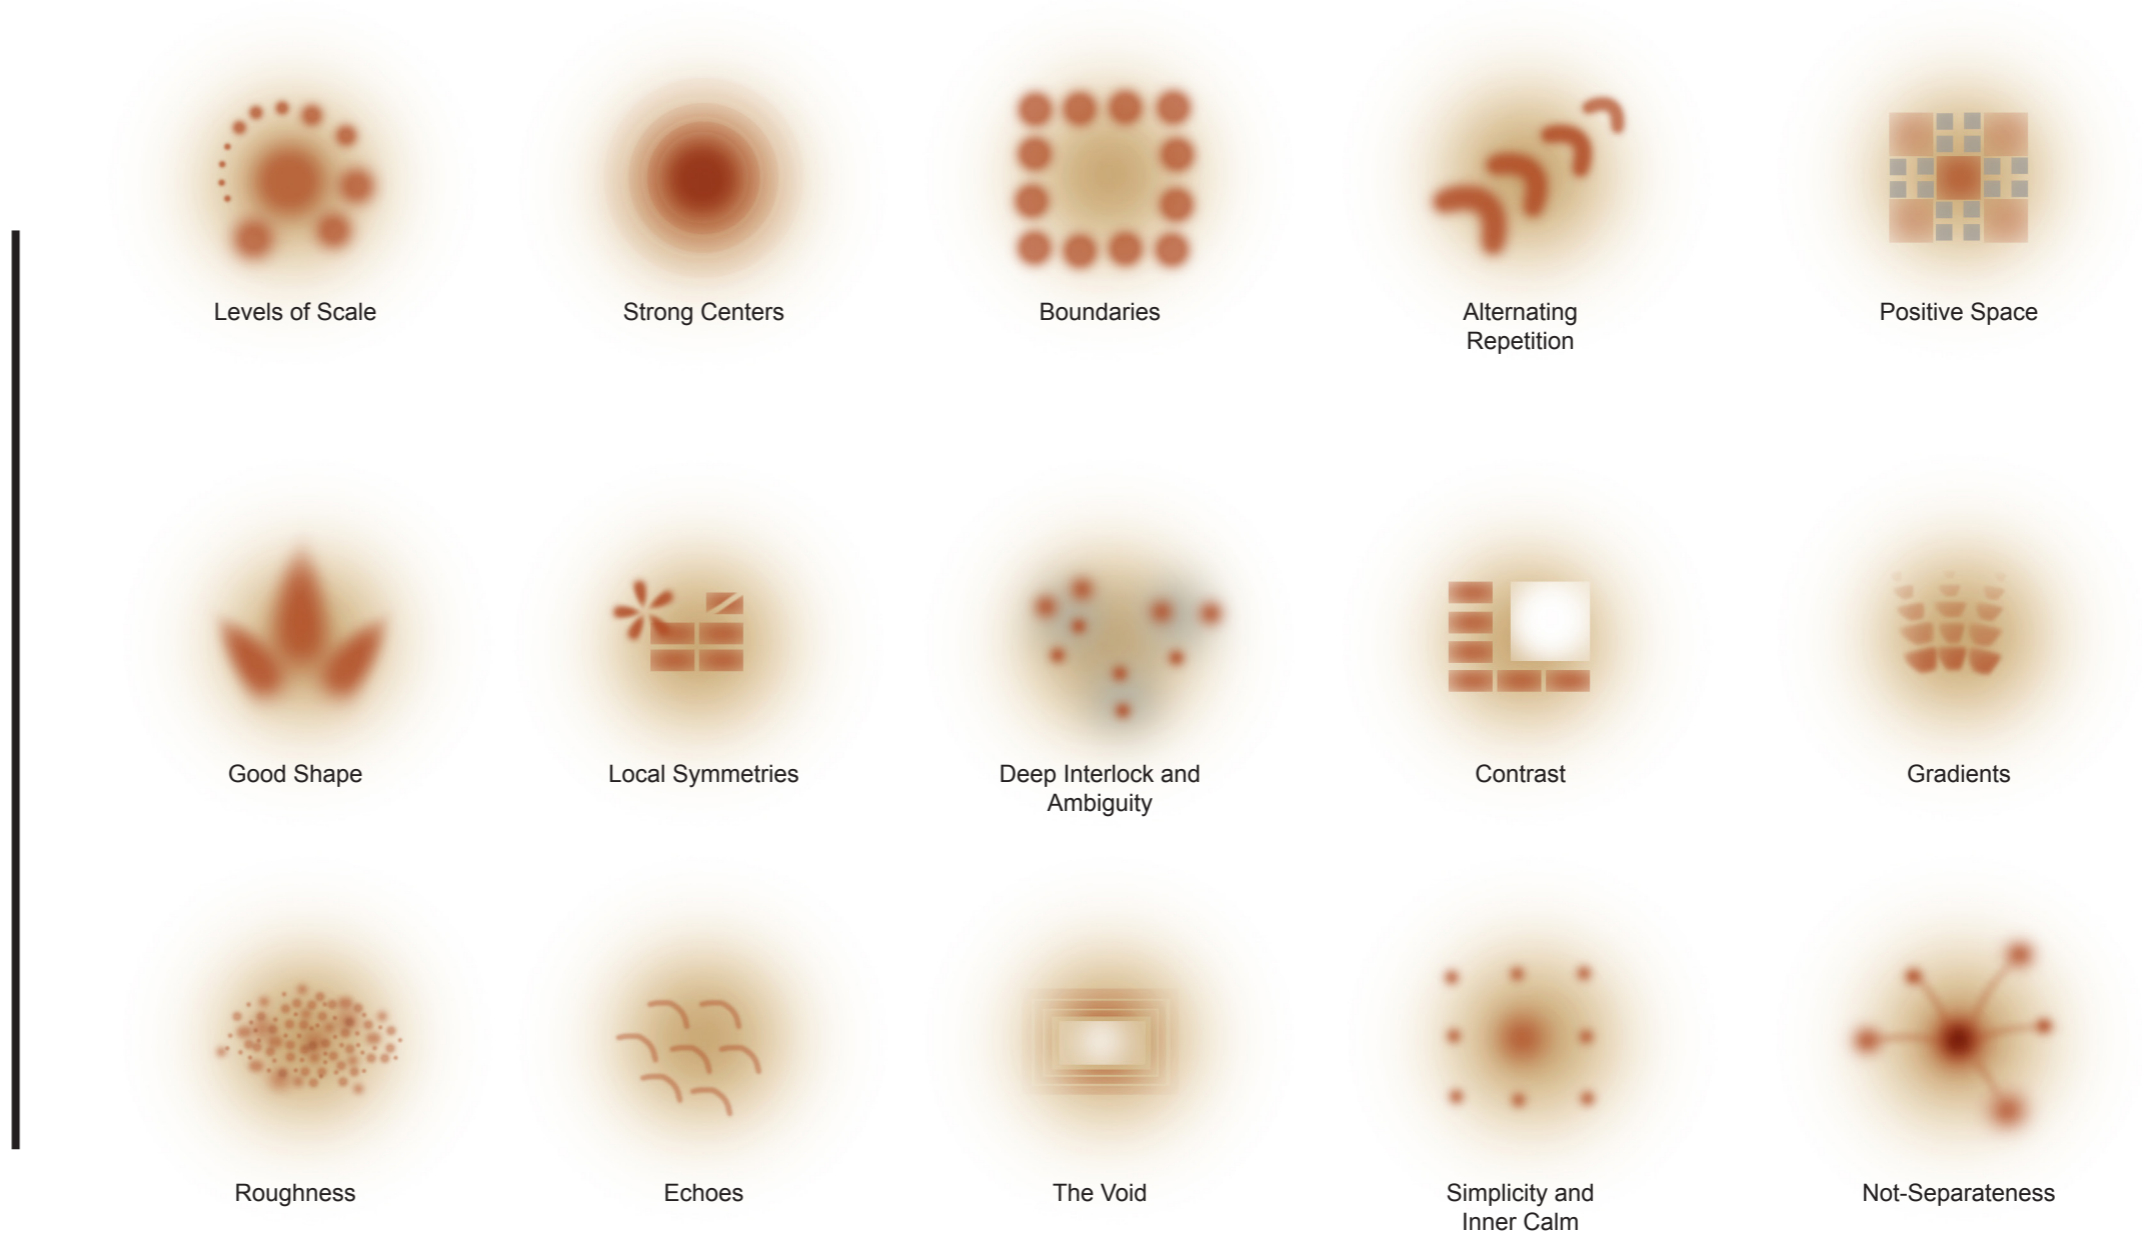 Levels of Scale
Strong Centers
Boundaries
Alternating
Repetition
Positive Space
Good Shape
Local Symmetries
Deep Interlock and
Ambiguity
Contrast
Gradients
Roughness
Echoes
The Void
Simplicity and
Inner Calm
Not-Separateness